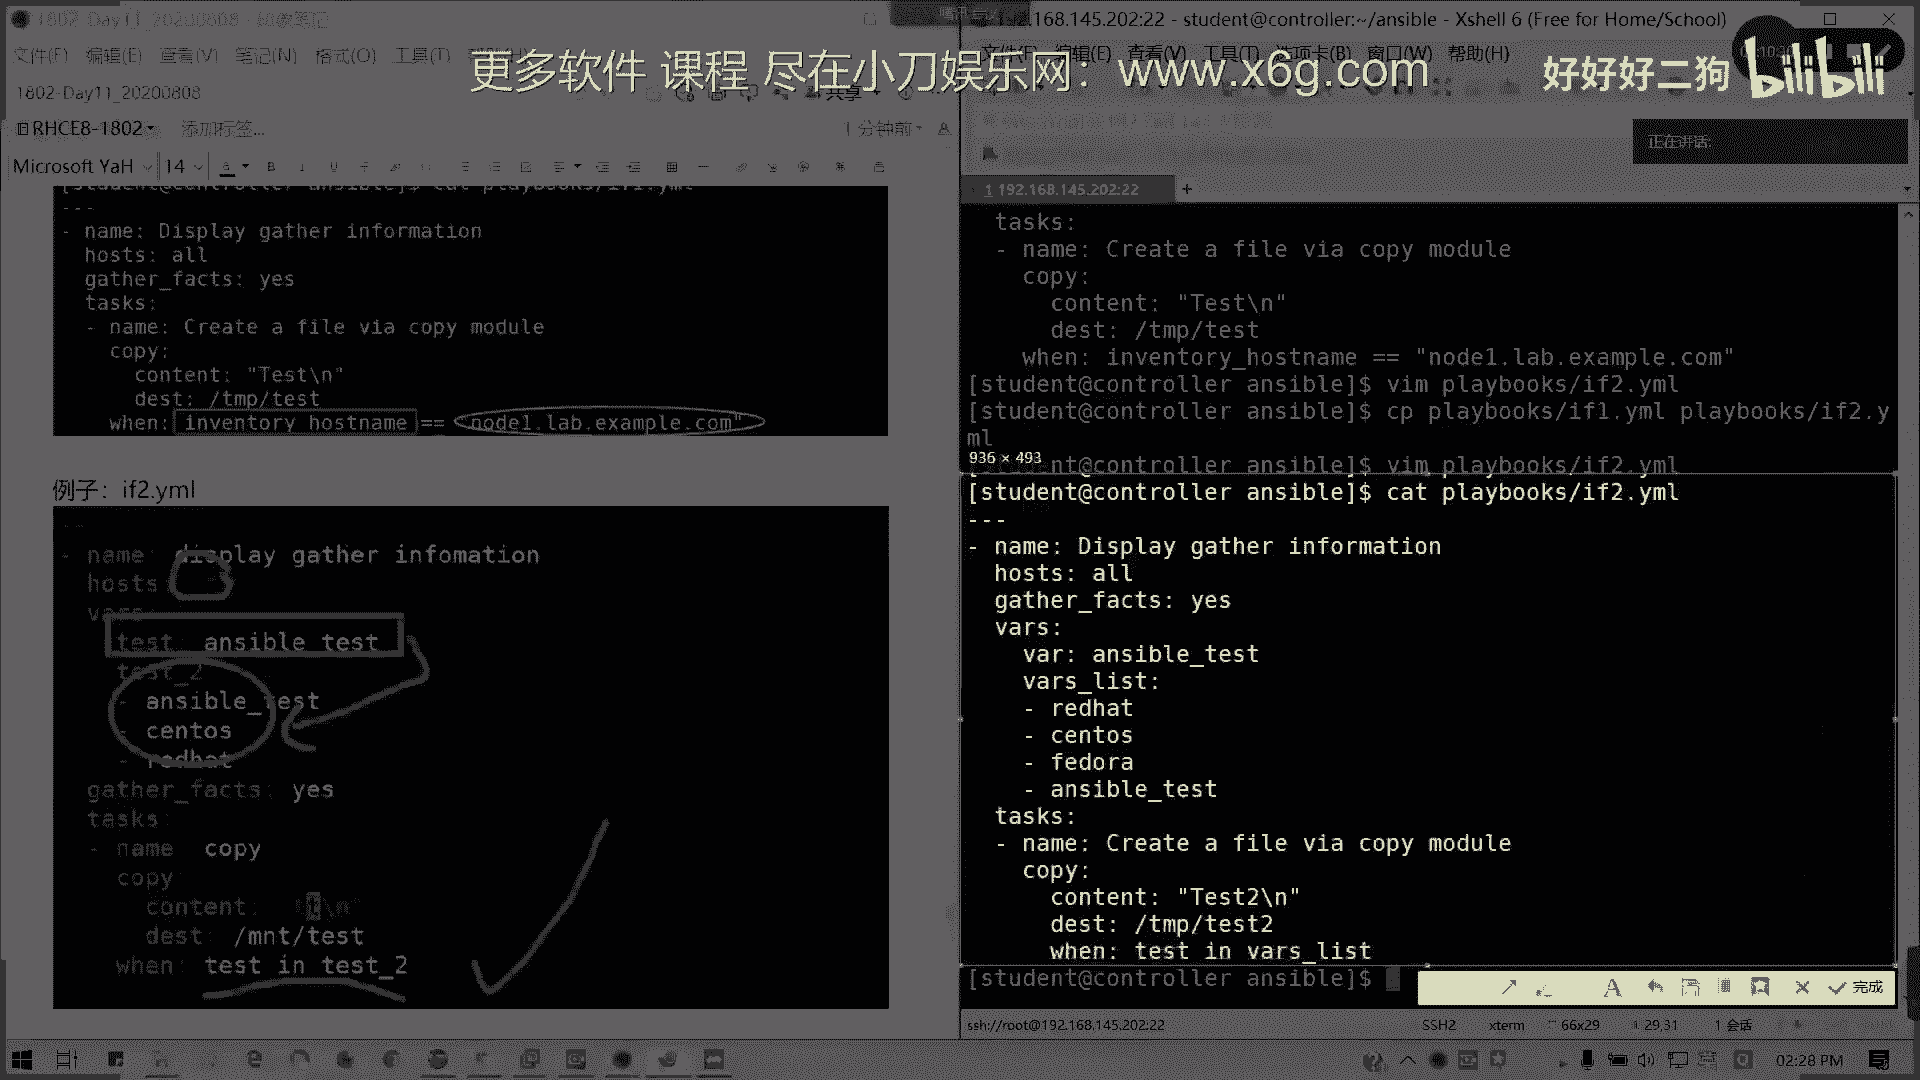 1802-Day11_20200808
文件(F) 编辑(E) 查看(V) 笔记(N) 格式(O) 工具(T)
更多软件 课程 尽在小刀娱乐网：www.x6g.com
好好好二狗 bilibili
1802-Day11_20200808
共享
RHCE8-1802
添加标签...
1 分钟前
Microsoft YaH 14
[student@controller ansible]$ cat playbooks/if1.yml
---
- name: Display gather information
hosts: all
gather_facts: yes
tasks:
- name: Create a file via copy module
copy:
content: "Test\n"
dest: /tmp/test
when: inventory_hostname == "node1.lab.example.com"
例子：if2.yml
- name: display gather infomation
hosts
vars:
test: ansible_test
test_2
- ansible_test
- centos
- redhat
gather_facts: yes
tasks:
- name copy
copy
content:
dest: /mnt/test
when: test in test_2
192.168.145.202:22 - student@controller:~/ansible - Xshell 6 (Free for Home/School)
文件(F) 编辑(E) 查看(V) 工具(T) 选项卡(B) 窗口(W) 帮助(H)
正在讲话:
1 192.168.145.202:22 +
tasks:
- name: Create a file via copy module
copy:
content: "Test\n"
dest: /tmp/test
when: inventory_hostname == "node1.lab.example.com"
[student@controller ansible]$ vim playbooks/if2.yml
[student@controller ansible]$ cp playbooks/if1.yml playbooks/if2.y
ml
936 × 493
[student@controller ansible]$ vim playbooks/if2.yml
[student@controller ansible]$ cat playbooks/if2.yml
---
- name: Display gather information
hosts: all
gather_facts: yes
vars:
var: ansible_test
vars_list:
- redhat
- centos
- fedora
- ansible_test
tasks:
- name: Create a file via copy module
copy:
content: "Test2\n"
dest: /tmp/test2
when: test in vars_list
[student@controller ansible]$
完成
ssh://root@192.168.145.202:22 SSH2 xterm 66x29 29,31 1 会话
02:28 PM